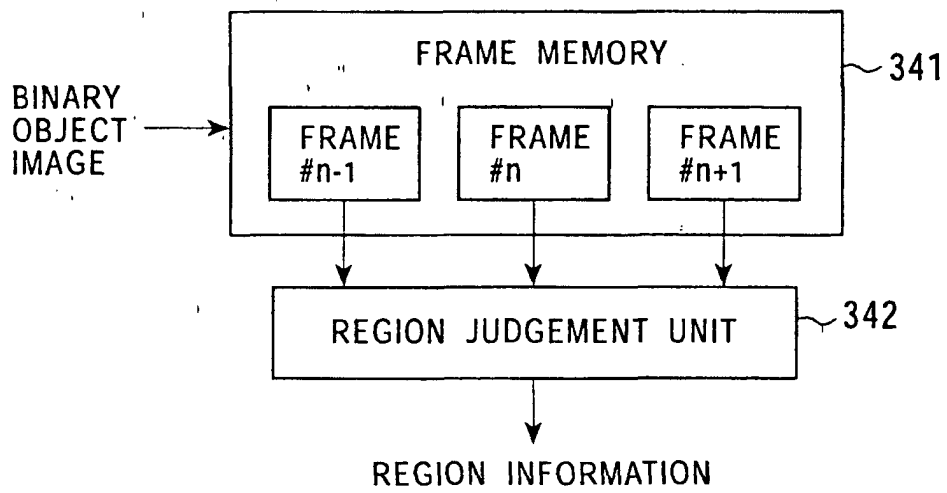 FRAME MEMORY
341
BINARY
OBJECT
IMAGE
FRAME
#n-1
FRAME
#n
FRAME
#n+1
REGION JUDGEMENT UNIT
342
REGION INFORMATION